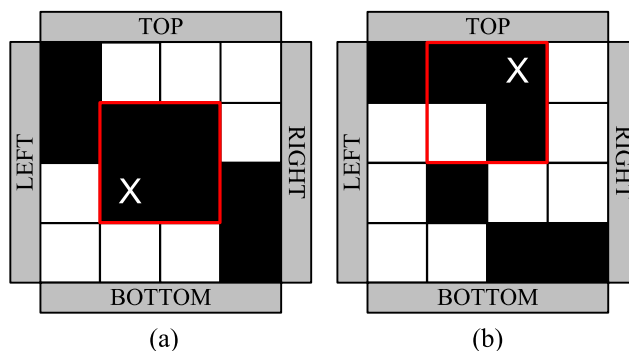 TOP
LEFT
X
RIGHT
BOTTOM
(a)
TOP
LEFT
X
RIGHT
BOTTOM
(b)